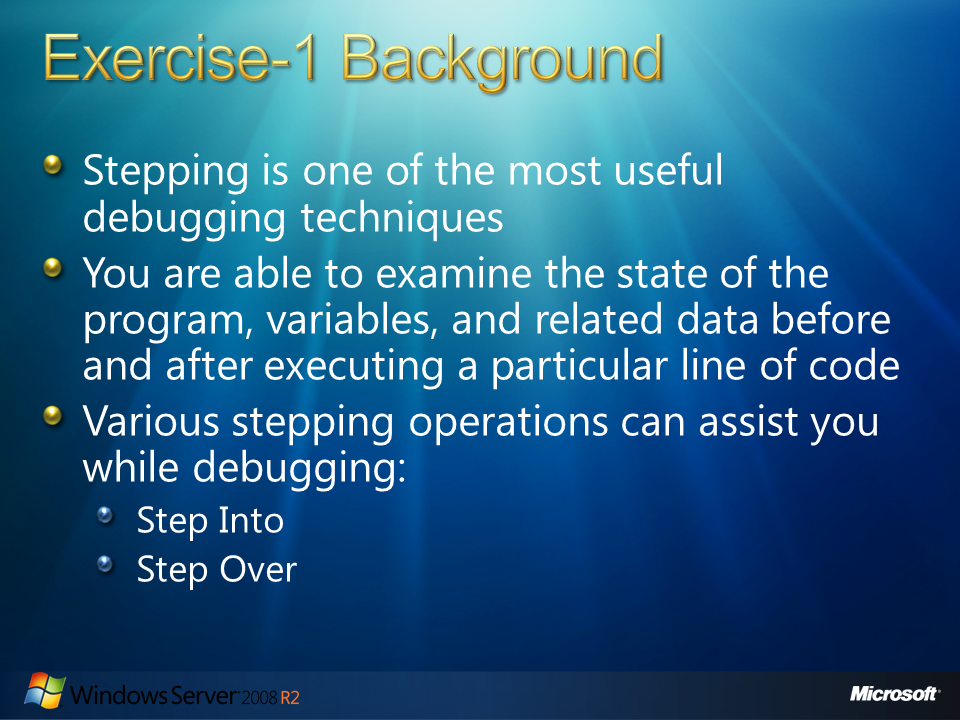 Exercise-1 Background
Stepping is one of the most useful
debugging techniques
You are able to examine the state of the
program, variables, and related data before
and after executing a particular line of code
Various stepping operations can assist you
while debugging:
Step Into
Step Over
Windows Server 2008 R2
Microsoft